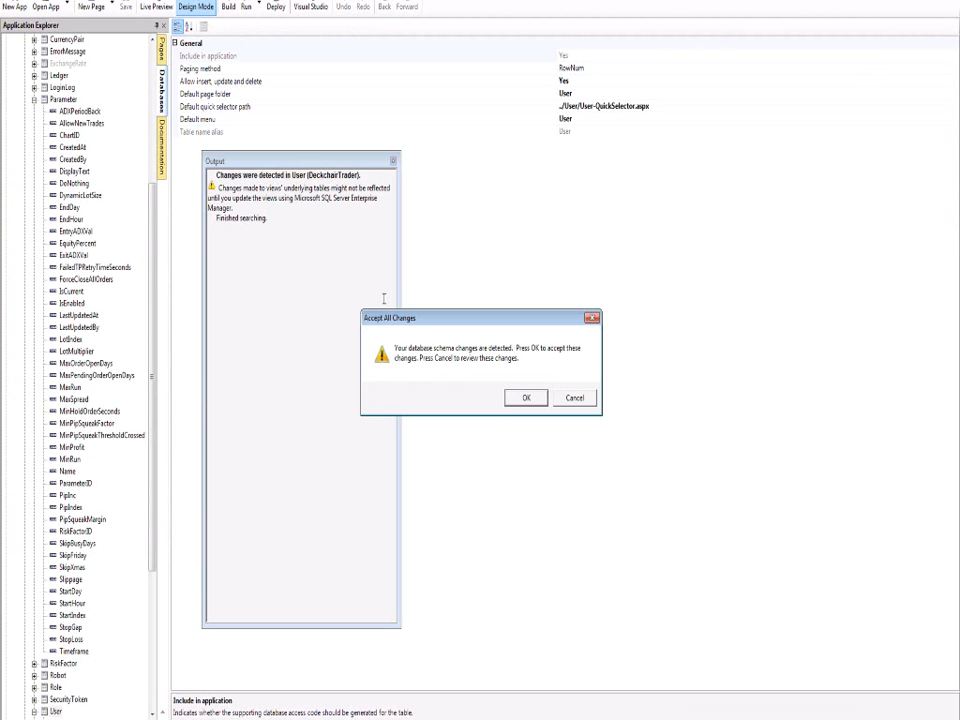 New App Open App New Page Save Live Preview Design Mode Build Run Deploy Visual Studio Undo Redo Back Forward
Application Explorer
CurrencyPair
ErrorMessage
ExchangeRate
Ledger
LoginLog
Parameter
ADXPeriodBack
AllowNewTrades
ChartID
CreatedAt
CreatedBy
DisplayText
DoNothing
DynamicLotSize
EndDay
EndHour
EntryADXVal
EquityPercent
ExitADXVal
FailedTPRetryTimeSeconds
ForceCloseAllOrders
IsCurrent
IsEnabled
LastUpdatedAt
LastUpdatedBy
LotIndex
LotMultiplier
MaxOrderOpenDays
MaxPendingOrderOpenDays
MaxRun
MaxSpread
MinHoldOrderSeconds
MinPipSqueakFactor
MinPipSqueakThresholdCrossed
MinProfit
MinRun
Name
ParameterID
PipInc
PipIndex
PipSqueakMargin
RiskFactorID
SkipBusyDays
SkipFriday
SkipXmas
Slippage
StartDay
StartHour
StartIndex
StopGap
StopLoss
Timeframe
RiskFactor
Robot
Role
SecurityToken
User
Pages
Databases
Documentation
General
Include in application Yes
Paging method RowNum
Allow insert, update and delete Yes
Default page folder User
Default quick selector path ../User/User-QuickSelector.aspx
Default menu User
Table name alias User
Output
Changes were detected in User (DeckchairTrader).
Changes made to views' underlying tables might not be reflected
until you update the views using Microsoft SQL Server Enterprise
Manager.
Finished searching.
Accept All Changes
Your database schema changes are detected. Press OK to accept these
changes. Press Cancel to review these changes.
OK Cancel
Include in application
Indicates whether the supporting database access code should be generated for the table.